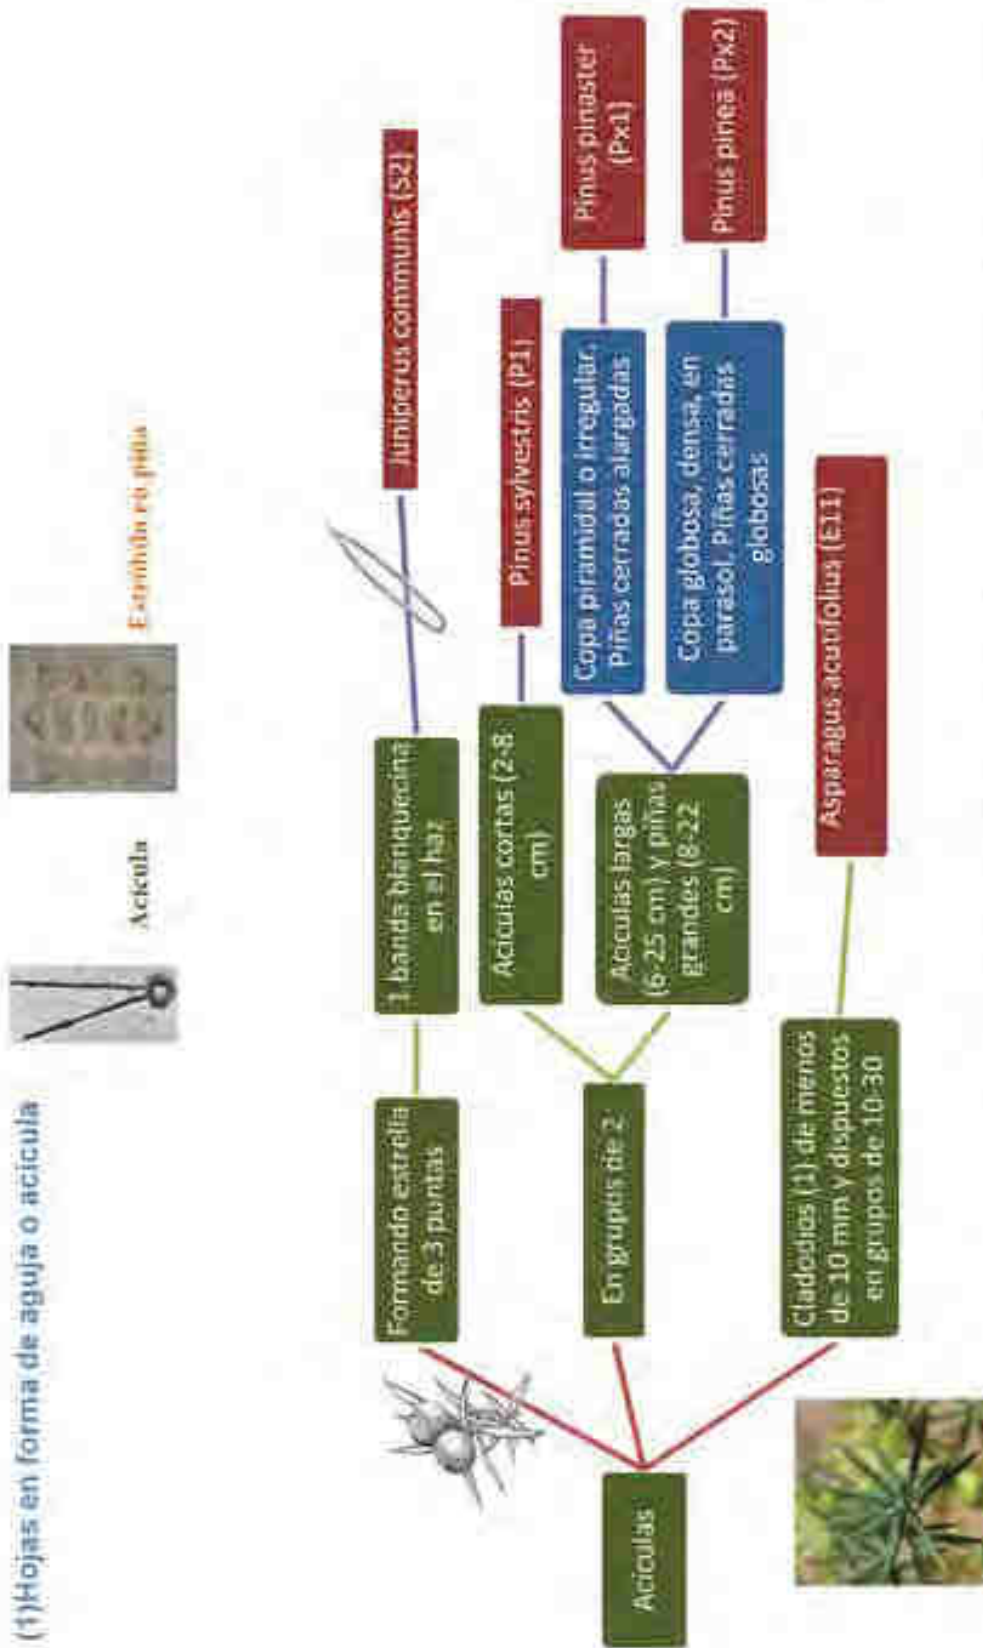 (1)Hojas en forma de aguja o acícula
Acícula
Acículas
Formando estrella
de 3 puntas
1 banda blanquecina
en el haz
Juniperus communis (S2)
En grupos de 2
Acículas cortas (2-8
cm)
Pinus sylvestris (P1)
Acículas largas
(6-25 cm) y piñas
grandes (8-22
cm)
Copa piramidal o irregular.
Piñas cerradas alargadas
Pinus pinaster
(Px1)
Copa globosa, densa, en
parasol. Piñas cerradas
globosas
Pinus pinea (Px2)
Cladodios (1) de menos
de 10 mm y dispuestos
en grupos de 10-30
Asparagus acutifolius (E11)